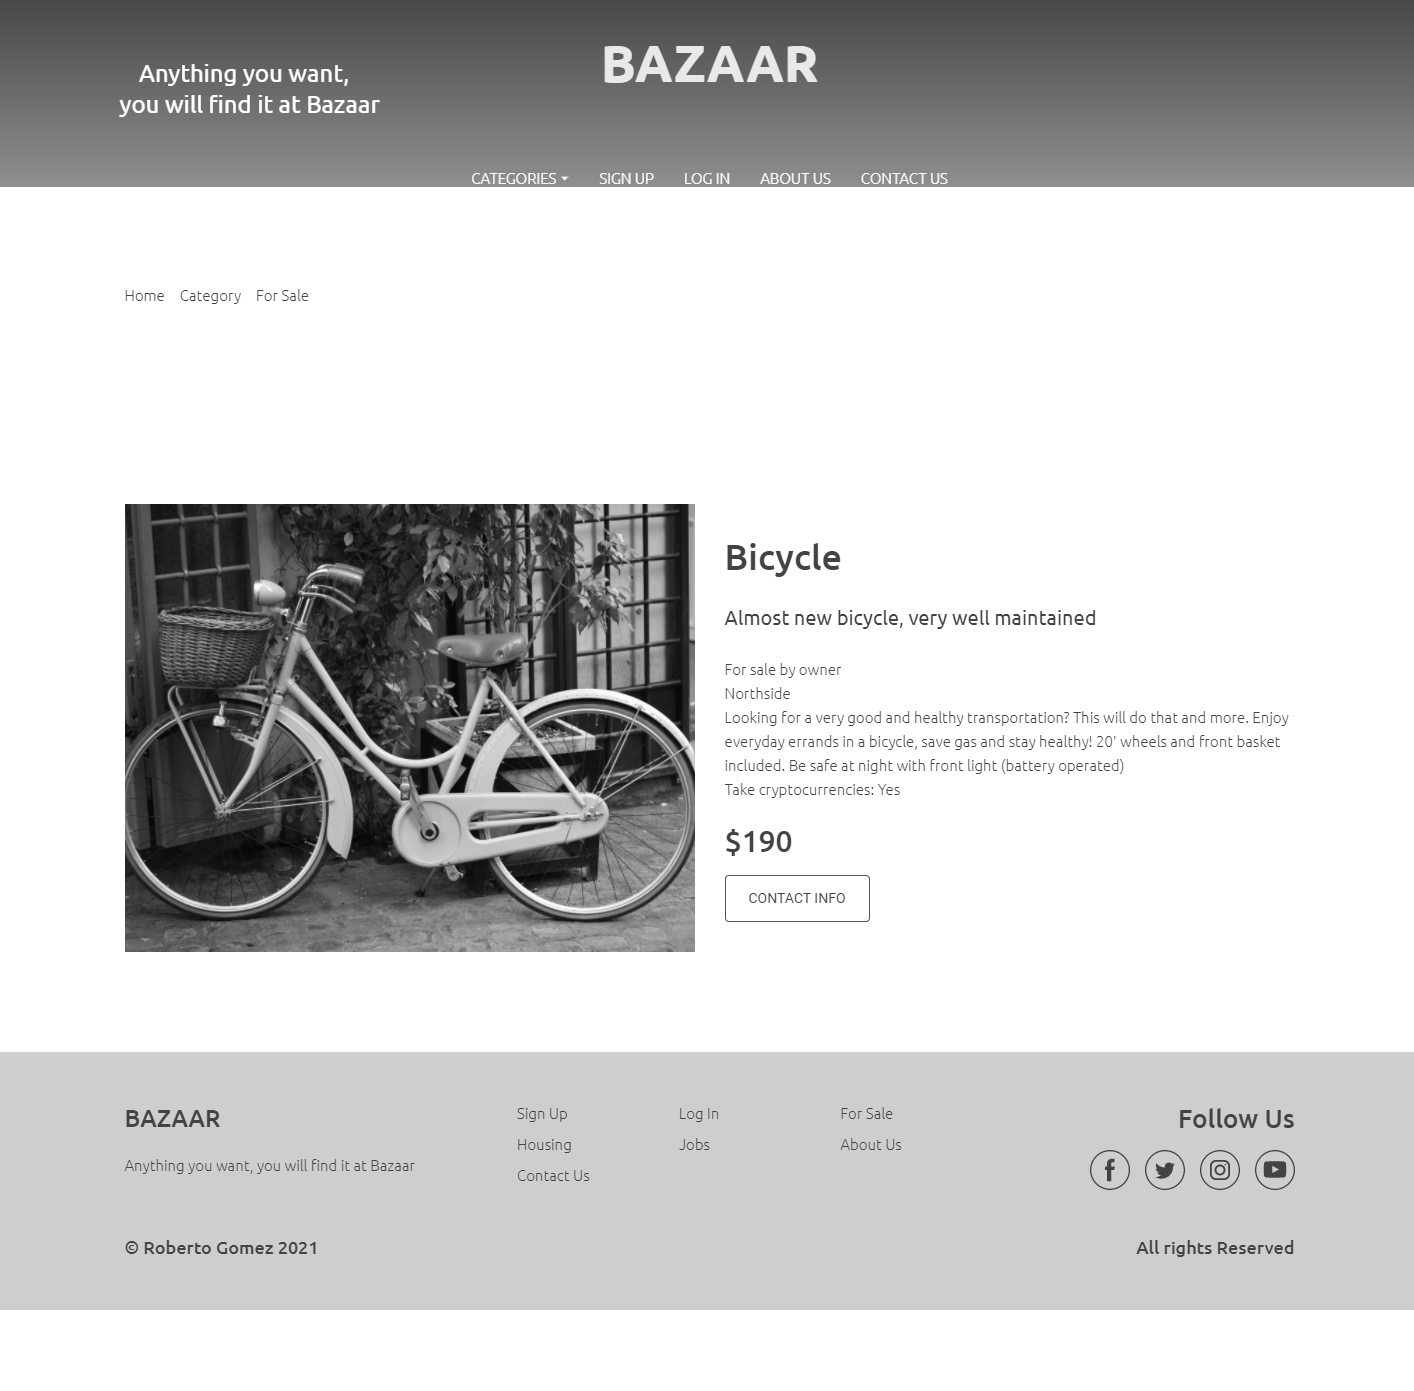 Anything you want,
you will find it at Bazaar
BAZAAR
CATEGORIES
SIGN UP
LOG IN
ABOUT US
CONTACT US
Home
Category
For Sale
Bicycle
Almost new bicycle, very well maintained
For sale by owner
Northside
Looking for a very good and healthy transportation? This will do that and more. Enjoy
everyday errands in a bicycle, save gas and stay healthy! 20' wheels and front basket
included. Be safe at night with front light (battery operated)
Take cryptocurrencies: Yes
$190
CONTACT INFO
BAZAAR
Anything you want, you will find it at Bazaar
Sign Up
Housing
Contact Us
Log In
Jobs
For Sale
About Us
Follow Us
© Roberto Gomez 2021
All rights Reserved